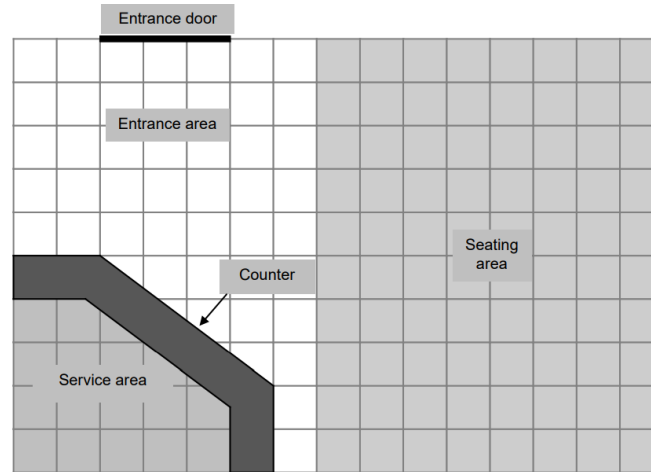 Entrance door
Entrance area
Seating
area
Counter
Service area